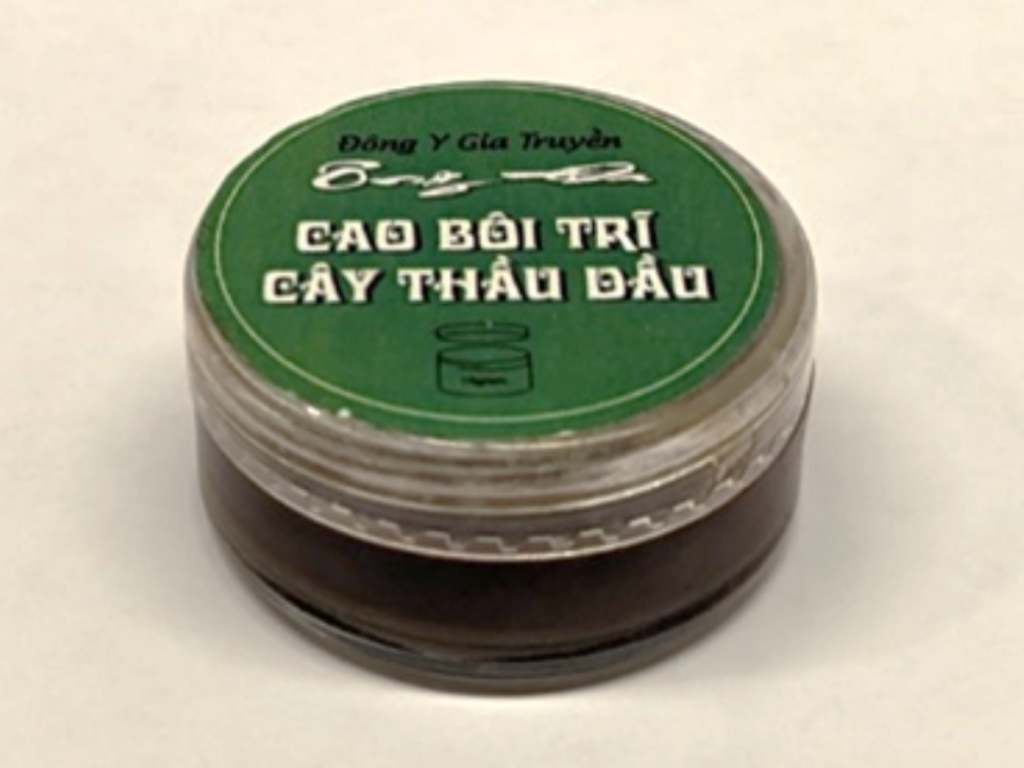 Đông Y Gia Truyền
CAO BÔI TRĨ
CÂY THẦU DẦU